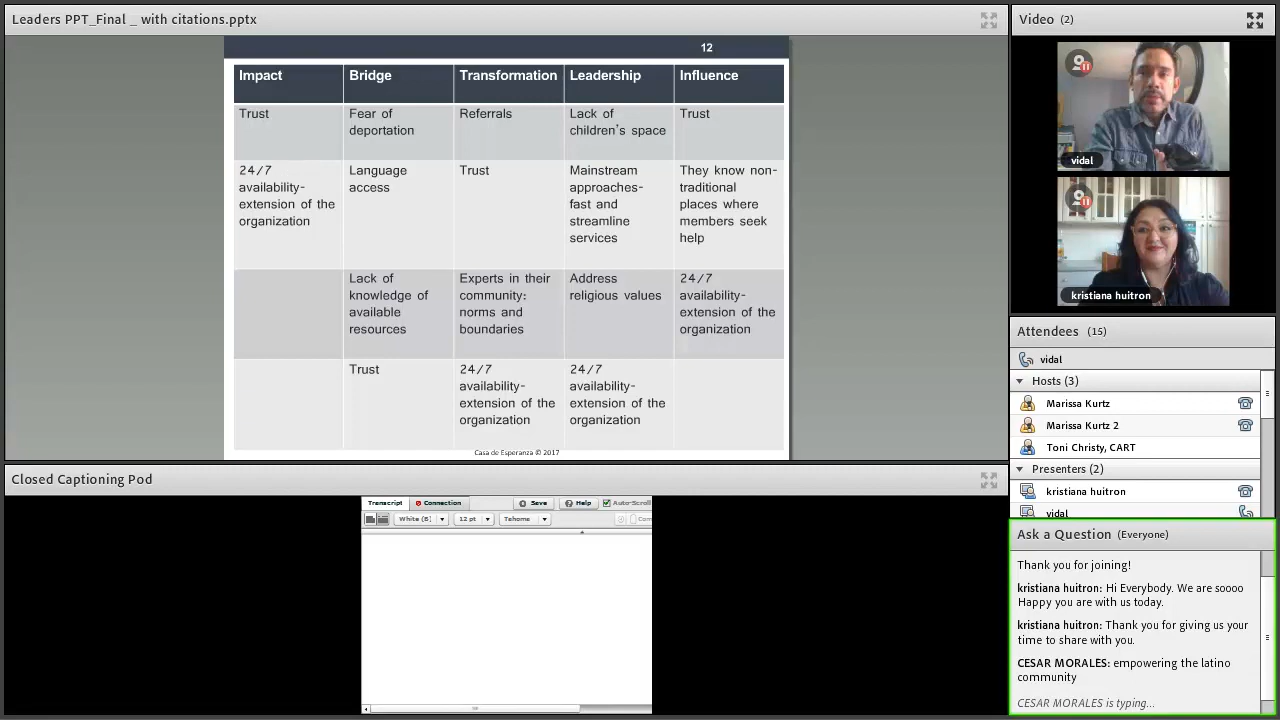 Leaders PPT_Final _ with citations.pptx
12
Impact Bridge Transformation Leadership Influence
Trust
Fear of
deportation
Referrals
Lack of
children's space
Trust
24/7
availability-
extension of the
organization
Language
access
Trust
Mainstream
approaches-
fast and
streamline
services
They know non-
traditional
places where
members seek
help
Lack of
knowledge of
available
resources
Experts in their
community:
norms and
boundaries
Address
religious values
24/7
availability-
extension of the
organization
Trust
24/7
availability-
extension of the
organization
24/7
availability-
extension of the
organization
Casa de Esperanza © 2017
Closed Captioning Pod
Transcript Connection Save Help Auto-Scroll
12 pt Tehome
Video (2)
vidal
kristiana huitron
Attendees (15)
vidal
Hosts (3)
Marissa Kurtz
Marissa Kurtz 2
Toni Christy, CART
Presenters (2)
kristiana huitron
vidal
Ask a Question (Everyone)
Thank you for joining!
kristiana huitron: Hi Everybody. We are soooo
Happy you are with us today.
kristiana huitron: Thank you for giving us your
time to share with you.
CESAR MORALES: empowering the latino
community
CESAR MORALES is typing...